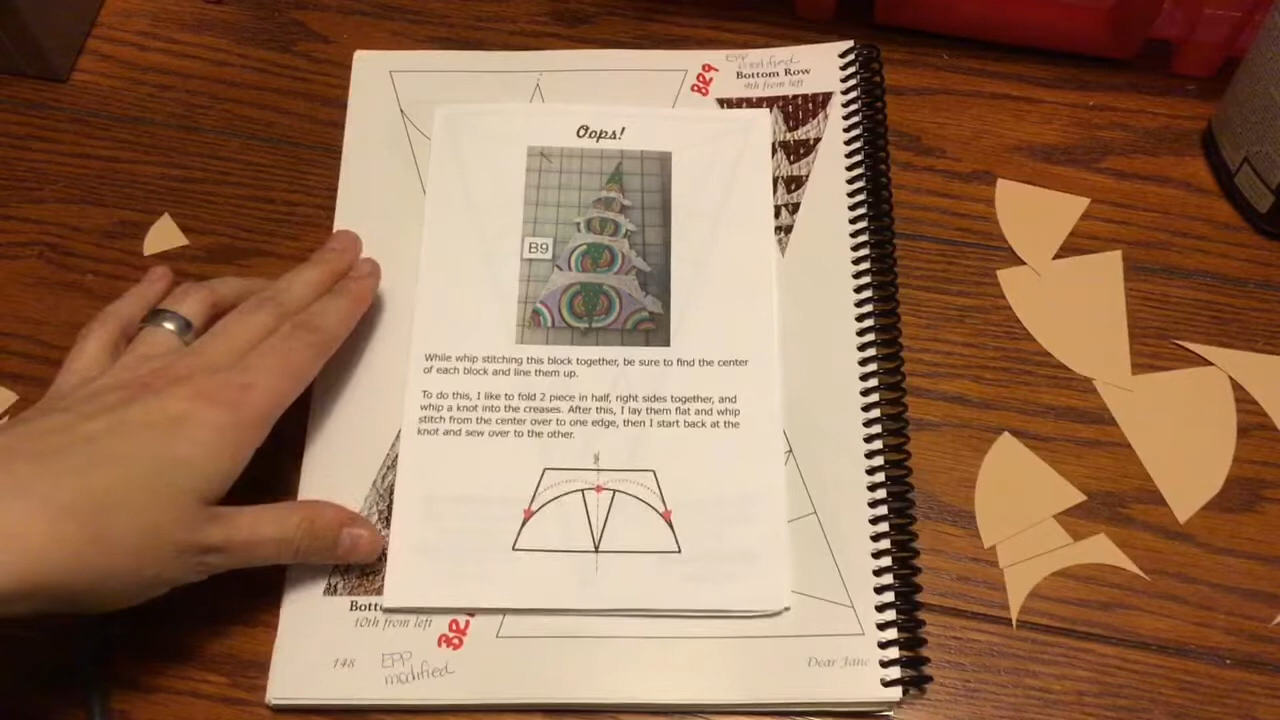 EPP
modified
BR9
Bottom Row
9th from left
Oops!
B9
While whip stitching this block together, be sure to find the center
of each block and line them up.
To do this, I like to fold 2 piece in half, right sides together, and
whip a knot into the creases. After this, I lay them flat and whip
stitch from the center over to one edge, then I start back at the
knot and sew over to the other.
Bott
10th from left
BR
148
EPP
modified
Dear Jane